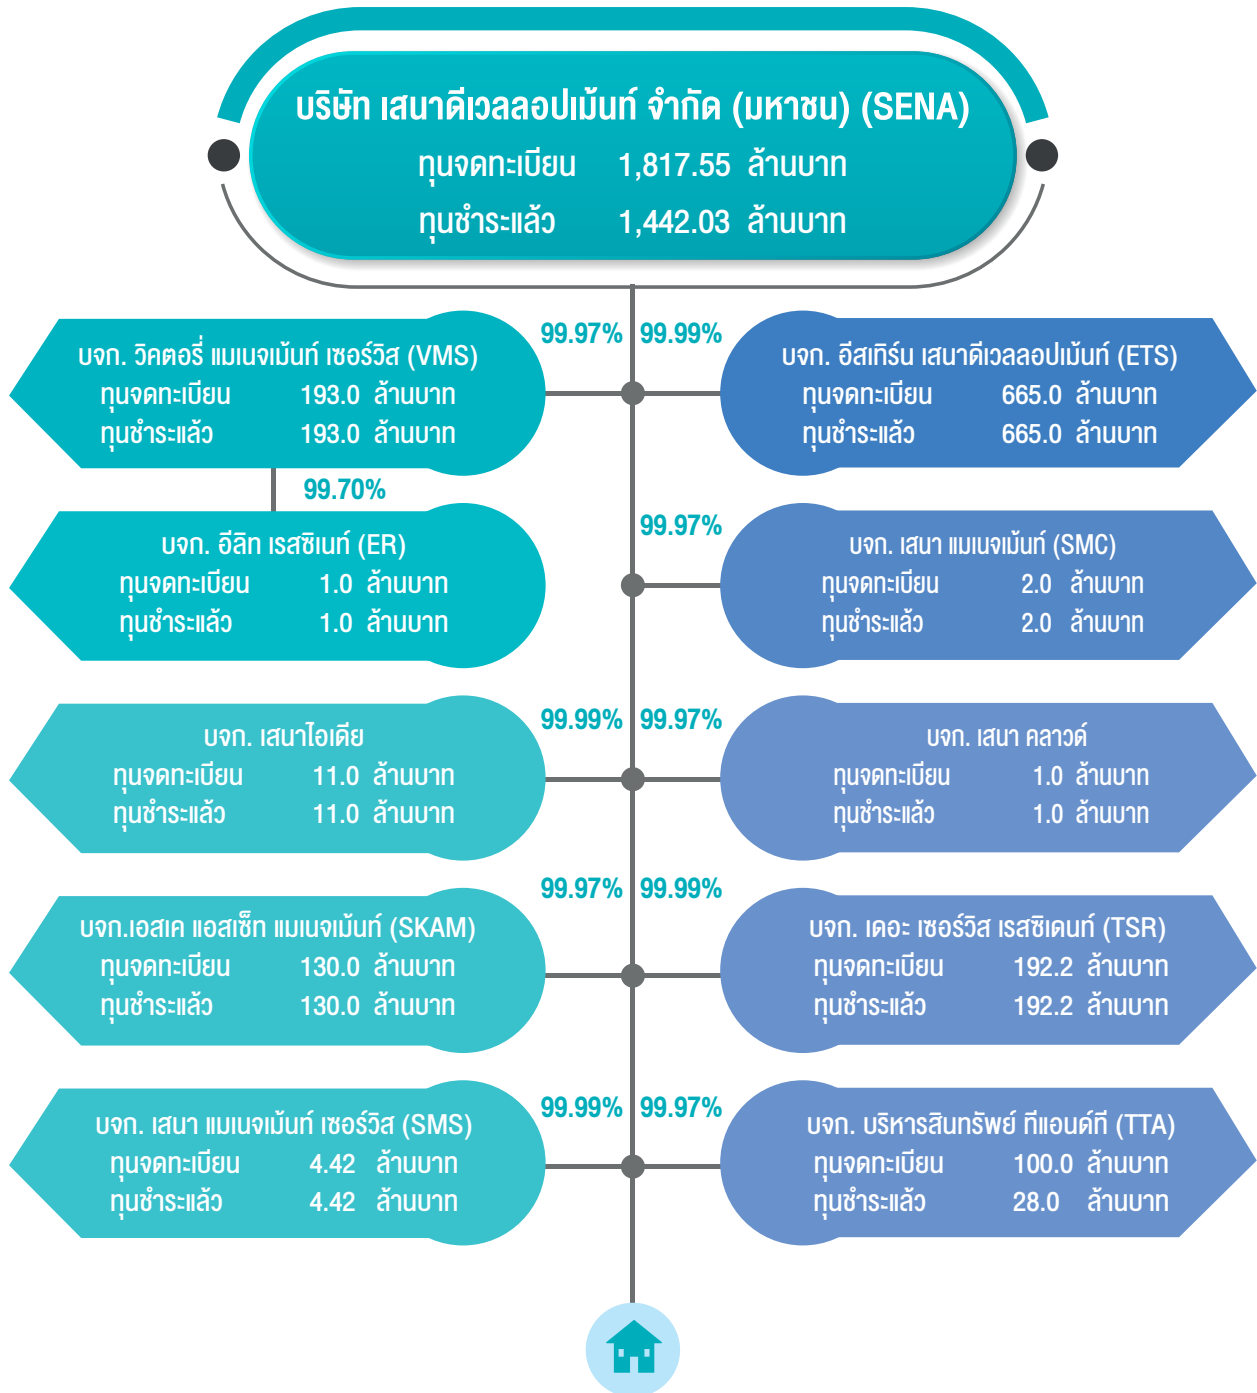 บริษัท เสนาดีเวลลอปเม้นท์ จำกัด (มหาชน) (SENA)
ทุนจดทะเบียน 1,817.55 ล้านบาท
ทุนชำระแล้ว 1,442.03 ล้านบาท
99.97% 99.99%
บจก. วิคตอรี่ แมเนจเม้นท์ เซอร์วิส (VMS)
ทุนจดทะเบียน 193.0 ล้านบาท
ทุนชำระแล้ว 193.0 ล้านบาท
บจก. อีสเทิร์น เสนาดีเวลลอปเม้นท์ (ETS)
ทุนจดทะเบียน 665.0 ล้านบาท
ทุนชำระแล้ว 665.0 ล้านบาท
99.70%
บจก. อีลิท เรสซิเนท์ (ER)
ทุนจดทะเบียน 1.0 ล้านบาท
ทุนชำระแล้ว 1.0 ล้านบาท
99.97%
บจก. เสนา แมเนจเม้นท์ (SMC)
ทุนจดทะเบียน 2.0 ล้านบาท
ทุนชำระแล้ว 2.0 ล้านบาท
99.99% 99.97%
บจก. เสนาไอเดีย
ทุนจดทะเบียน 11.0 ล้านบาท
ทุนชำระแล้ว 11.0 ล้านบาท
บจก. เสนา คลาวด์
ทุนจดทะเบียน 1.0 ล้านบาท
ทุนชำระแล้ว 1.0 ล้านบาท
99.97% 99.99%
บจก.เอสเค แอสเซ็ท แมเนจเม้นท์ (SKAM)
ทุนจดทะเบียน 130.0 ล้านบาท
ทุนชำระแล้ว 130.0 ล้านบาท
บจก. เดอะ เซอร์วิส เรสซิเดนท์ (TSR)
ทุนจดทะเบียน 192.2 ล้านบาท
ทุนชำระแล้ว 192.2 ล้านบาท
99.99% 99.97%
บจก. เสนา แมเนจเม้นท์ เซอร์วิส (SMS)
ทุนจดทะเบียน 4.42 ล้านบาท
ทุนชำระแล้ว 4.42 ล้านบาท
บจก. บริหารสินทรัพย์ ทีแอนด์ที (TTA)
ทุนจดทะเบียน 100.0 ล้านบาท
ทุนชำระแล้ว 28.0 ล้านบาท